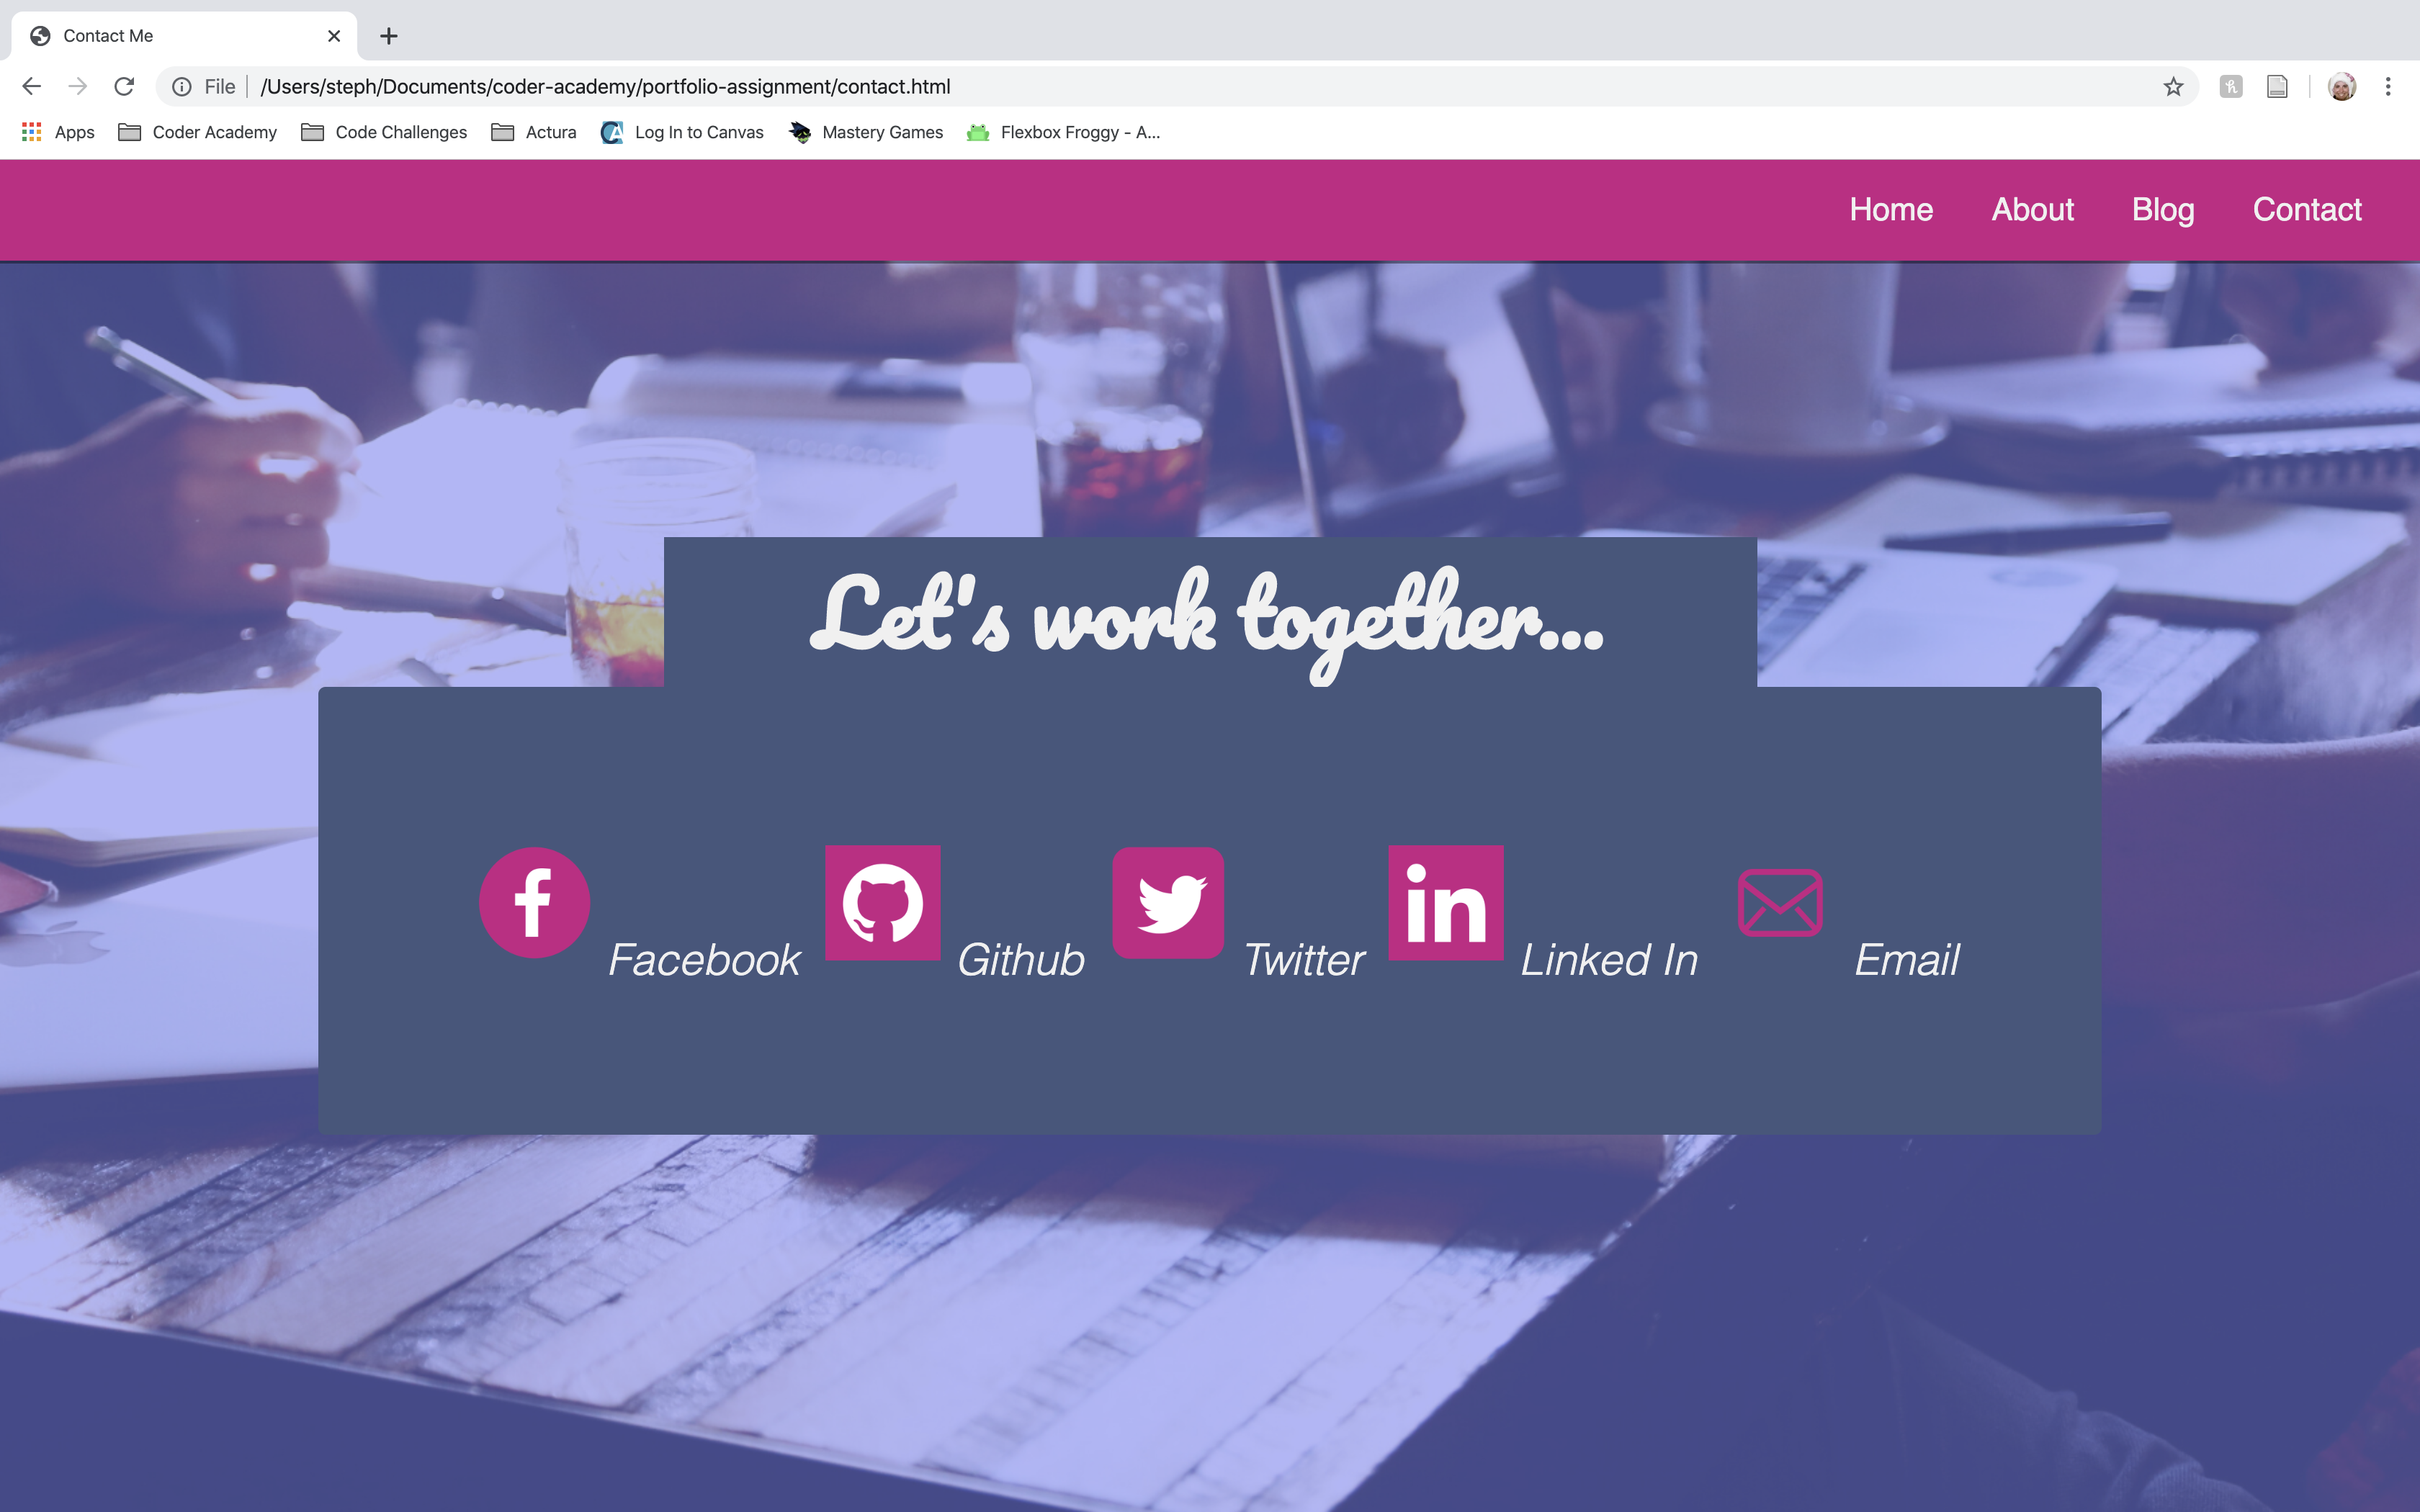 Contact Me
File /Users/steph/Documents/coder-academy/portfolio-assignment/contact.html
Apps Coder Academy Code Challenges Actura Log In to Canvas Mastery Games Flexbox Froggy - A...
Home About Blog Contact
Let's work together...
Facebook Github Twitter Linked In Email